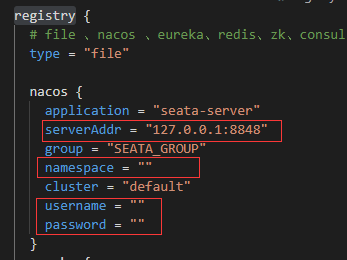 registry {
# file 、nacos 、eureka、redis、zk、consul
type = "file"
nacos {
application = "seata-server"
serverAddr = "127.0.0.1:8848"
group = "SEATA_GROUP"
namespace = ""
cluster = "default"
username = ""
password = ""
}